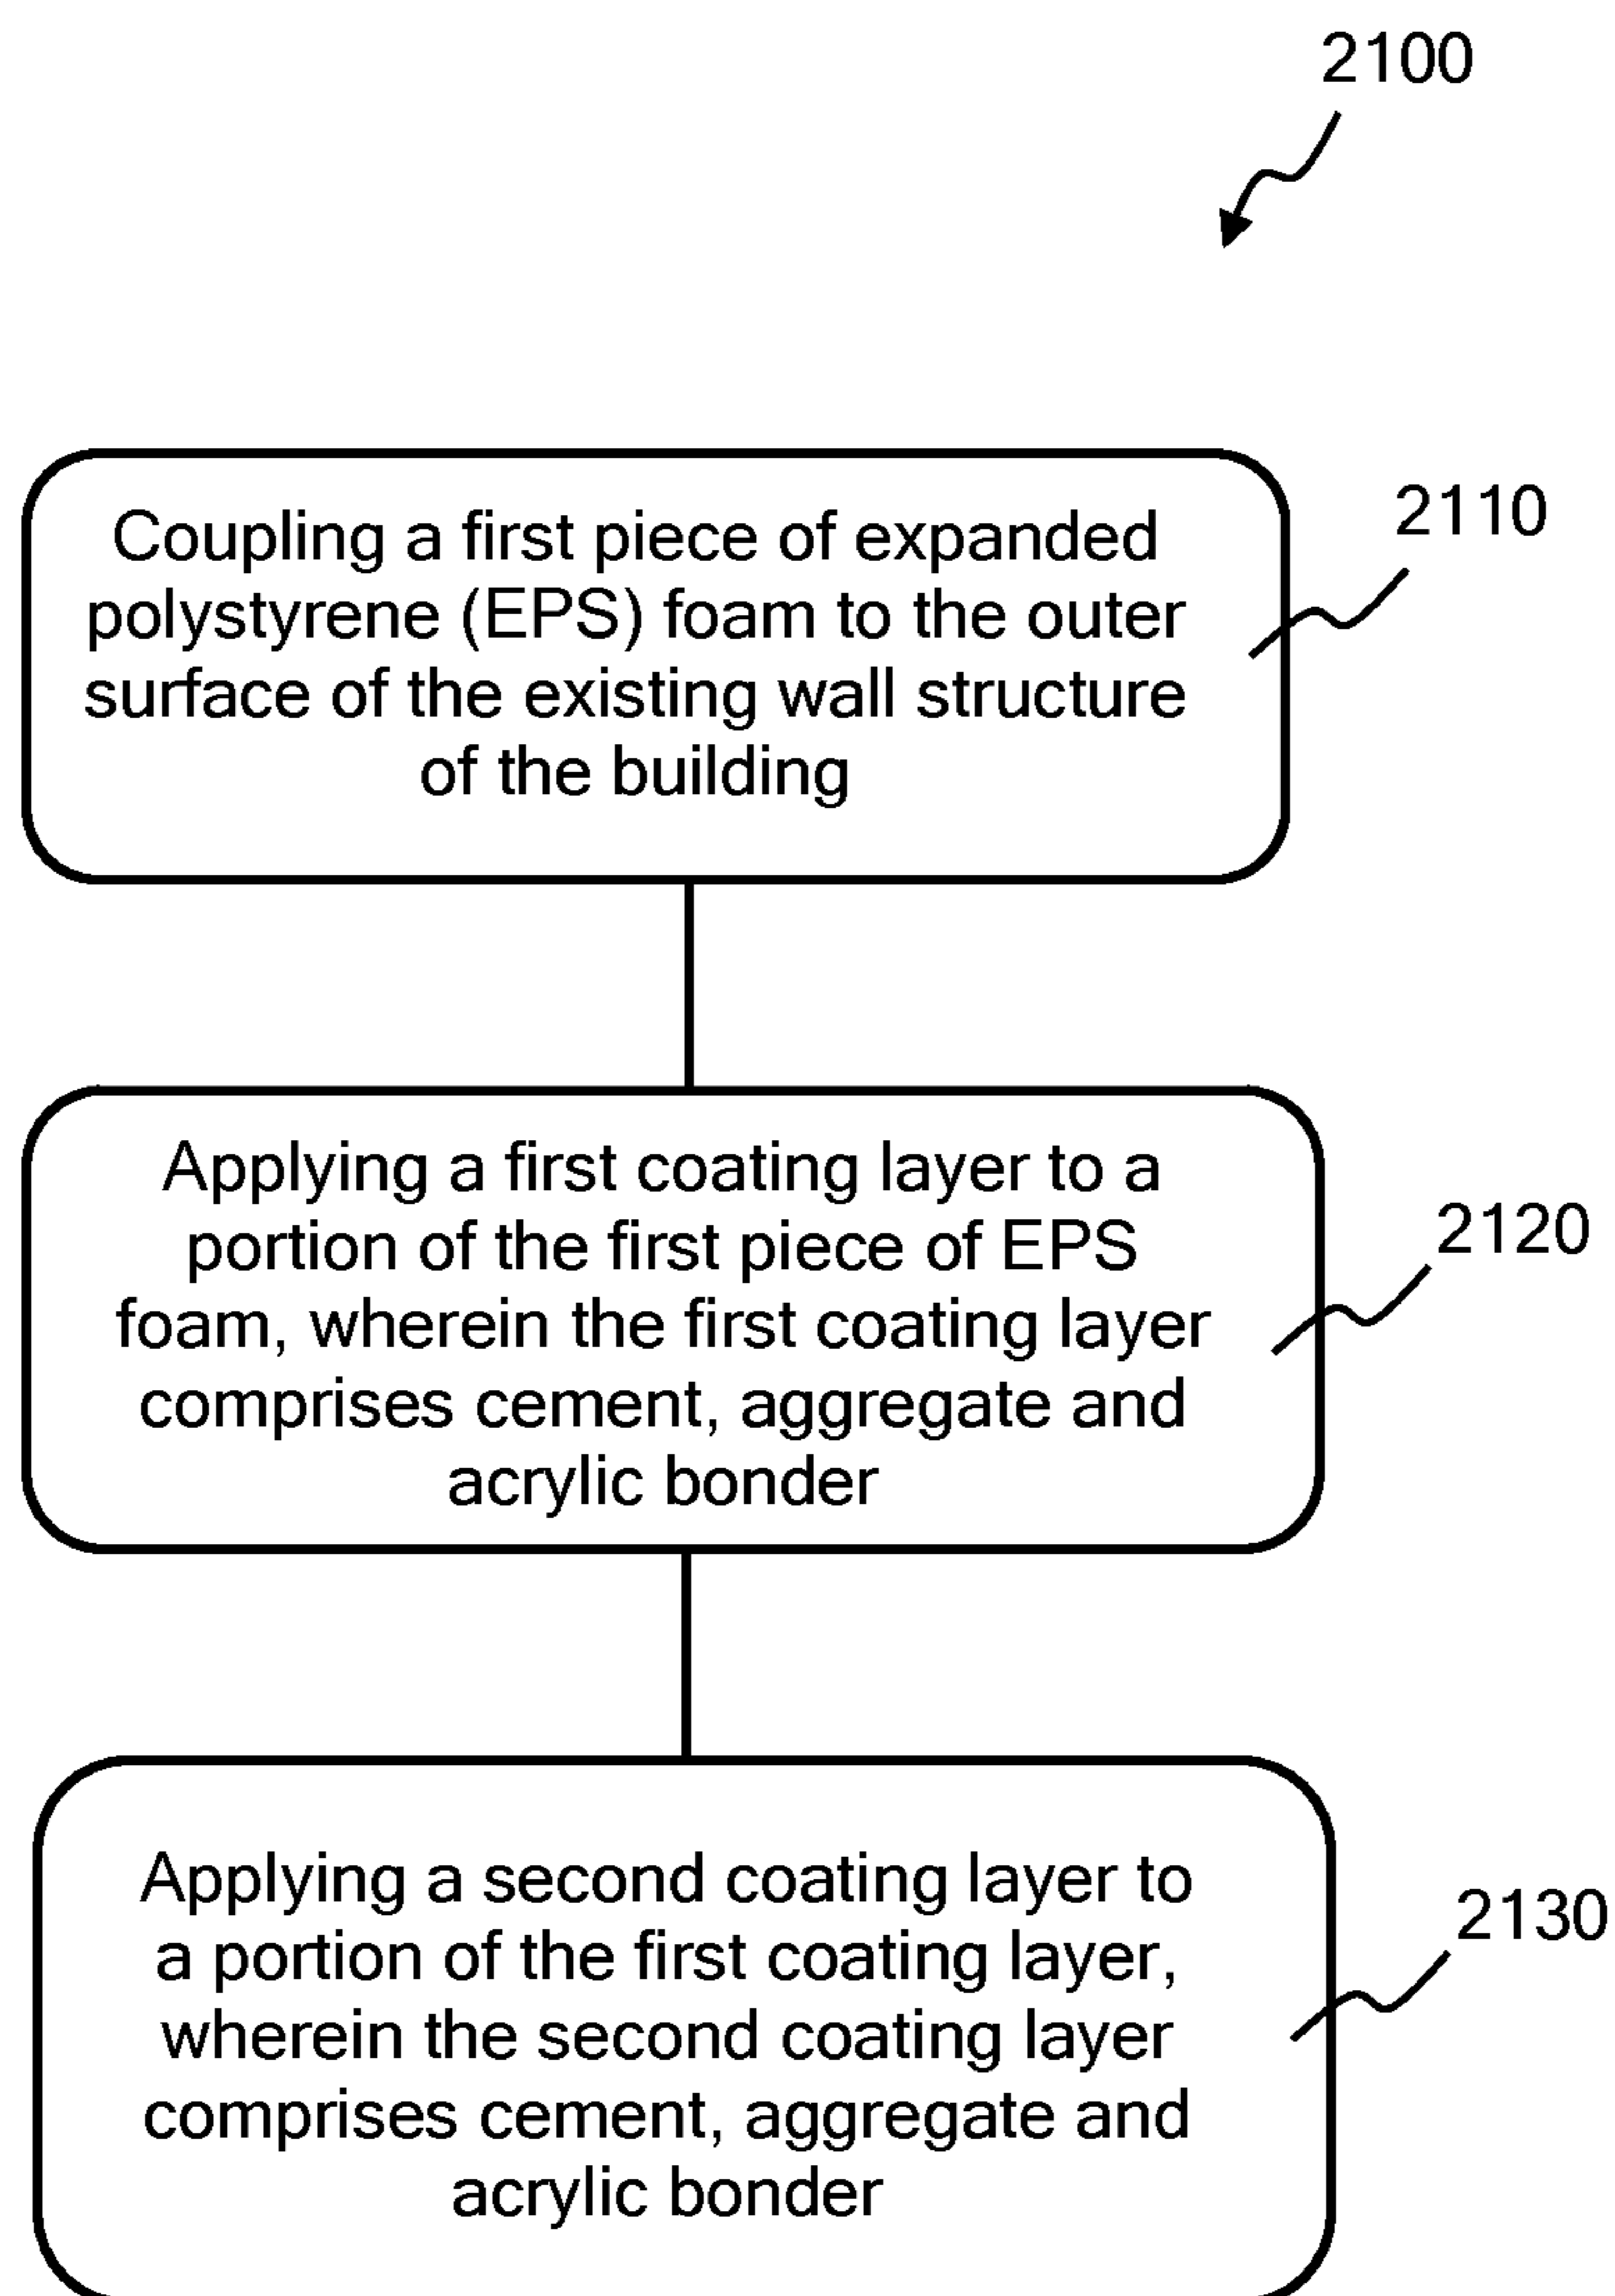 2100
Coupling a first piece of expanded
polystyrene (EPS) foam to the outer
surface of the existing wall structure
of the building
2110
Applying a first coating layer to a
portion of the first piece of EPS
foam, wherein the first coating layer
comprises cement, aggregate and
acrylic bonder
2120
Applying a second coating layer to
a portion of the first coating layer,
wherein the second coating layer
comprises cement, aggregate and
acrylic bonder
2130